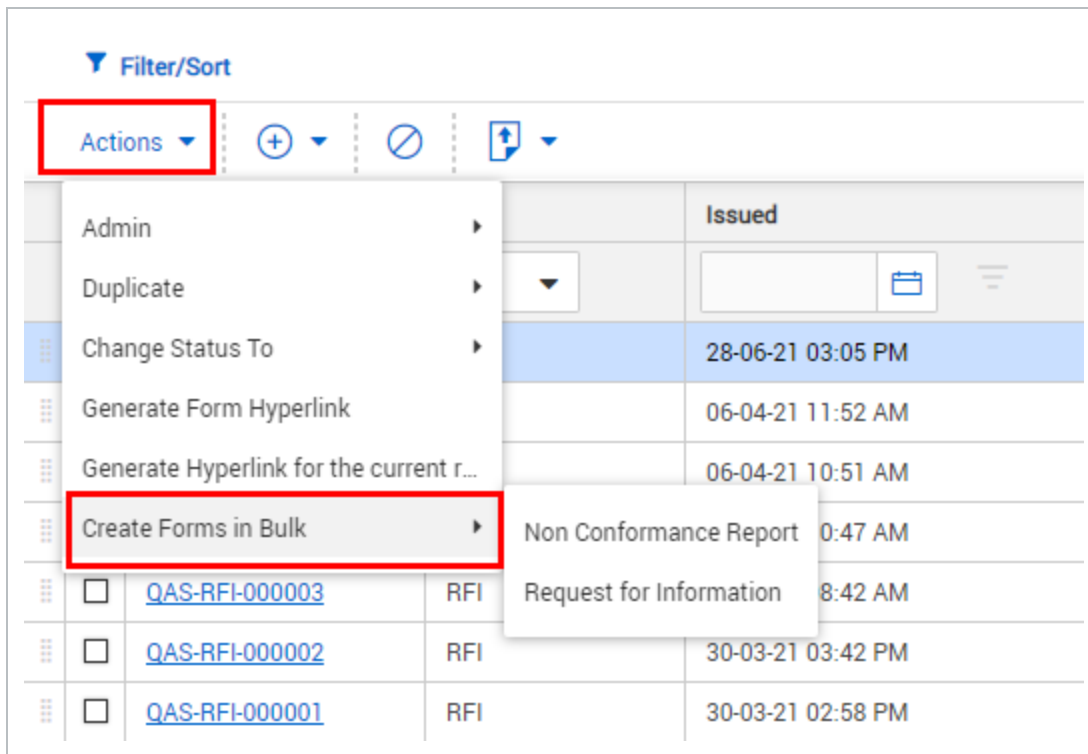 Filter/Sort
Actions
Issued
Admin
Duplicate
Change Status To
28-06-21 03:05 PM
Generate Form Hyperlink
06-04-21 11:52 AM
Generate Hyperlink for the current r...
06-04-21 10:51 AM
Create Forms in Bulk
Non Conformance Report
0:47 AM
QAS-RFI-000003 RFI
Request for Information
8:42 AM
QAS-RFI-000002 RFI 30-03-21 03:42 PM
QAS-RFI-000001 RFI 30-03-21 02:58 PM